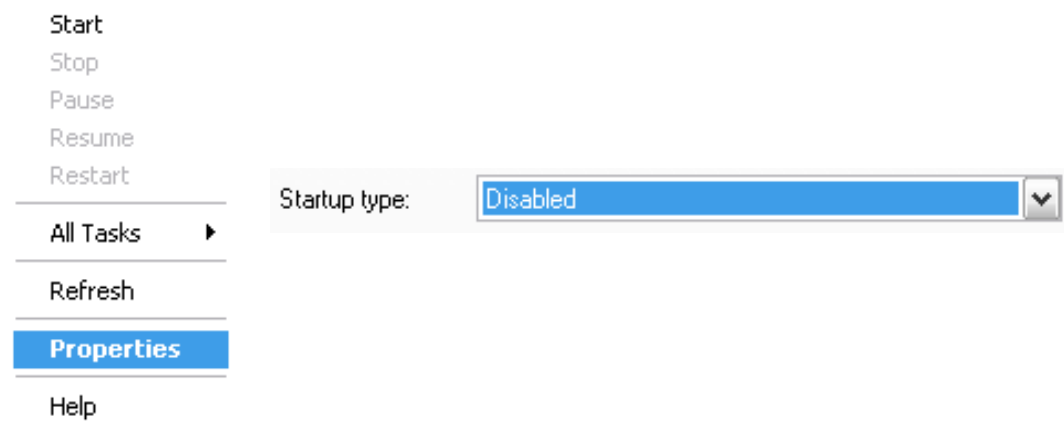 Start
Stop
Pause
Resume
Restart
Startup type: Disabled
All Tasks
Refresh
Properties
Help